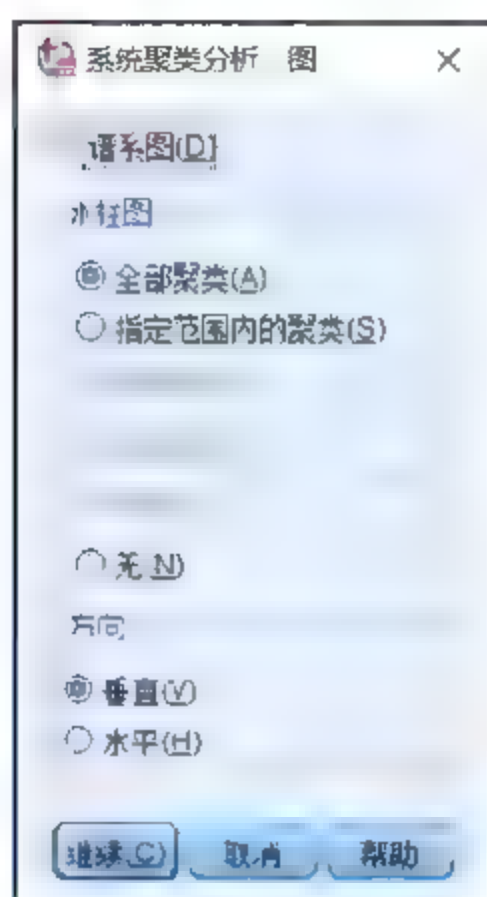 系统聚类分析 图
谱系图(D)
冰柱图
全部聚类(A)
指定范围内的聚类(S)
无(N)
方向
垂直(V)
水平(H)
继续(C) 取消 帮助